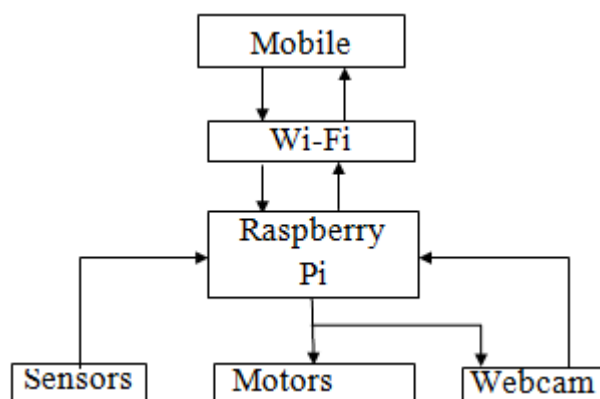 Mobile
Wi-Fi
Raspberry
Pi
Sensors
Motors
Webcam